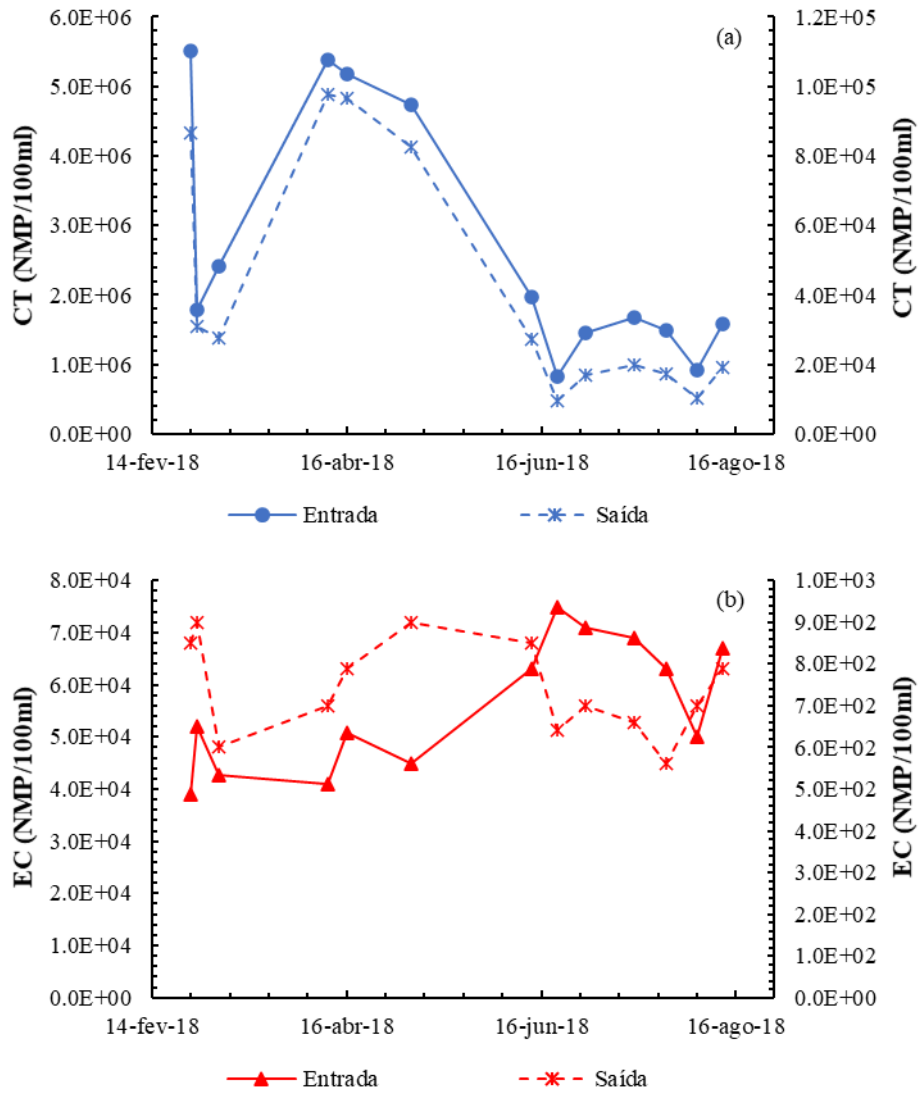 (a)
CT (NMP/100ml)
6.0E+06
5.0E+06
4.0E+06
3.0E+06
2.0E+06
1.0E+06
0.0E+00
1.2E+05
1.0E+05
8.0E+04
6.0E+04
4.0E+04
2.0E+04
0.0E+00
CT (NMP/100ml)
14-fev-18 16-abr-18 16-jun-18 16-ago-18
Entrada Saída
(b)
EC (NMP/100ml)
8.0E+04
7.0E+04
6.0E+04
5.0E+04
4.0E+04
3.0E+04
2.0E+04
1.0E+04
0.0E+00
1.0E+03
9.0E+02
8.0E+02
7.0E+02
6.0E+02
5.0E+02
4.0E+02
3.0E+02
2.0E+02
1.0E+02
0.0E+00
EC (NMP/100ml)
14-fev-18 16-abr-18 16-jun-18 16-ago-18
Entrada Saída